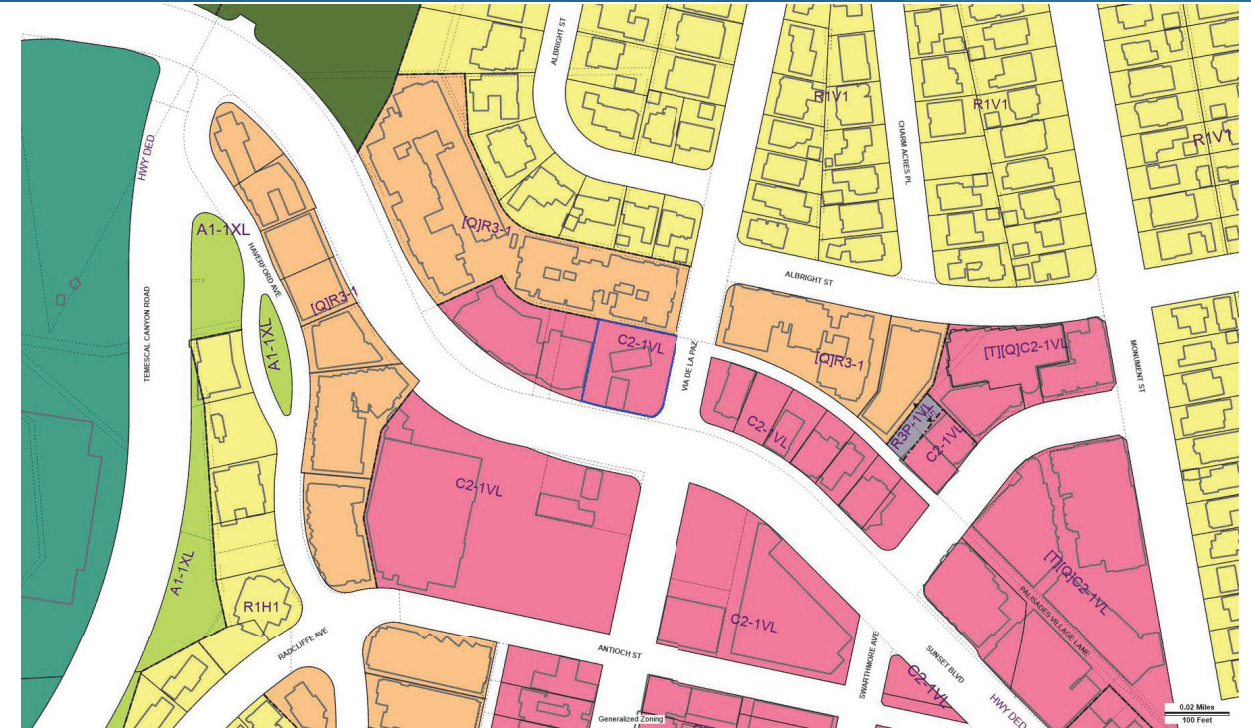 ALBRIGHT ST
R1V1
R1V1
R1V1
CHARM ACRES PL
HWY DED
A1-1XL
HAVERFORD AVE
[Q]R3-1
ALBRIGHT ST
TEMESCAL CANYON ROAD
[Q]R3-1
A1-1XL
C2-1VL
VIA DE LA PAZ
[Q]R3-1
[T][Q]C2-1VL
MONUMENT ST
C2-1VL
R3P-1VL
C2-1VL
C2-1VL
A1-1XL
R1H1
[T][Q]C2-1VL
PALISADES VILLAGE LANE
C2-1VL
RADCLIFFE AVE
ANTIOCH ST
SWARTHMORE AVE
SUNSET BLVD
C2-1VL
HWY DED
Generalized Zoning
0.02 Miles
100 Feet